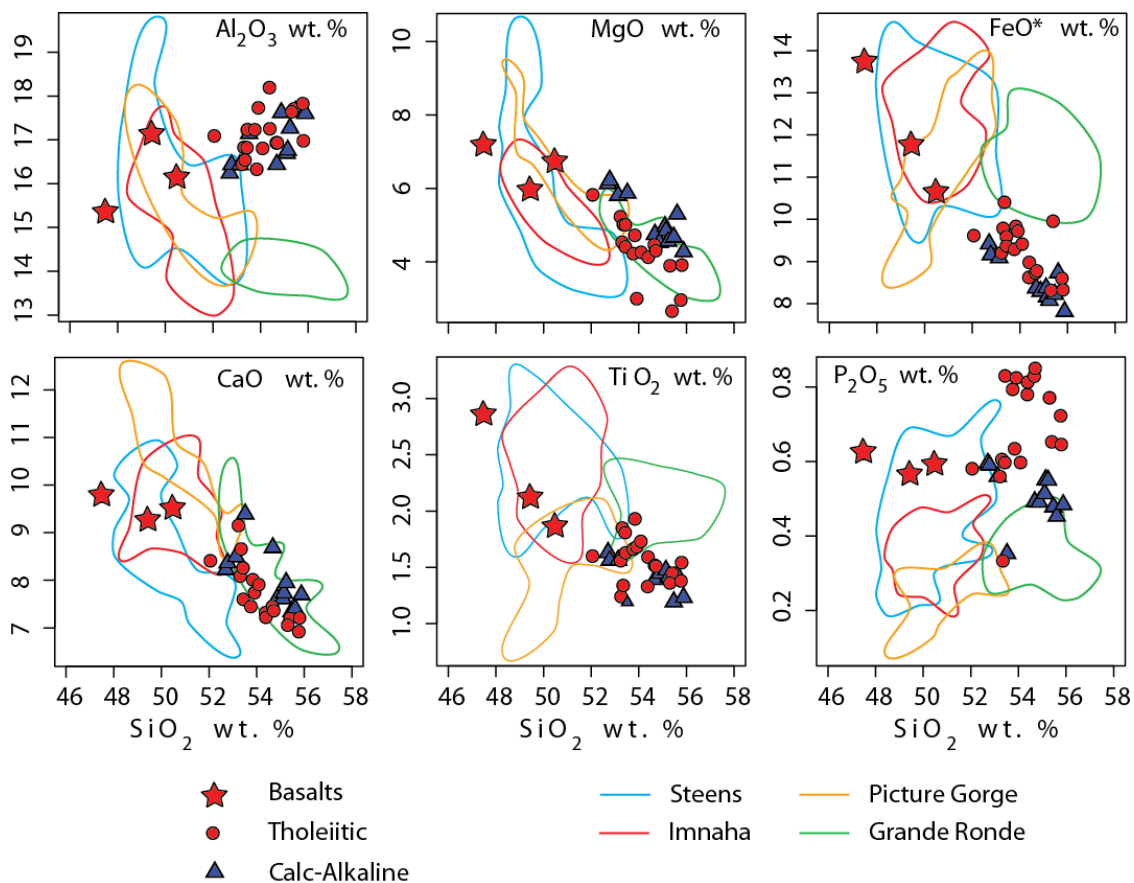 Al2O3 wt. %
19
18
17
16
15
14
13
MgO wt. %
10
8
6
4
FeO* wt. %
14
13
12
11
10
9
8
CaO wt. %
12
11
10
9
8
7
46 48 50 52 54 56 58
SiO2 wt. %
Ti O2 wt. %
3.0
2.5
2.0
1.5
1.0
46 48 50 52 54 56 58
SiO2 wt. %
P2O5 wt. %
0.8
0.6
0.4
0.2
46 48 50 52 54 56 58
SiO2 wt. %
Basalts
Tholeiitic
Calc-Alkaline
Steens
Imnaha
Picture Gorge
Grande Ronde